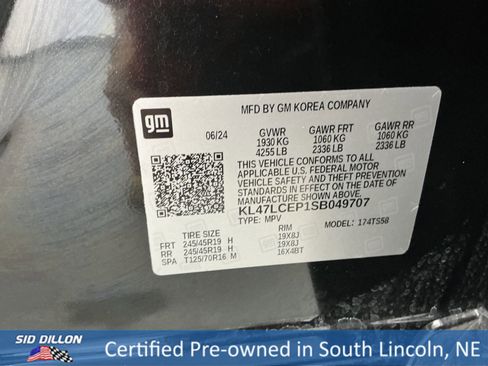 MFD BY GM KOREA COMPANY
gm
06/24 GVWR GAWR FRT GAWR RR
1930 KG 1060 KG 1060 KG
4255 LB 2336 LB 2336 LB
THIS VEHICLE CONFORMS TO ALL
APPLICABLE U.S. FEDERAL MOTOR
VEHICLE SAFETY STANDARDS
IN EFFECT ON THE DATE OF
MANUFACTURE SHOWN ABOVE.
KL47LCEP1SB049707
TYPE: MPV MODEL: 174TS58
TIRE SIZE RIM
FRT 245/45R19 H 19X8J
RR 245/45R19 H 19X8J
SPA T125/70R16 M 16X4BT
SID DILLON
Certified Pre-owned in South Lincoln, NE